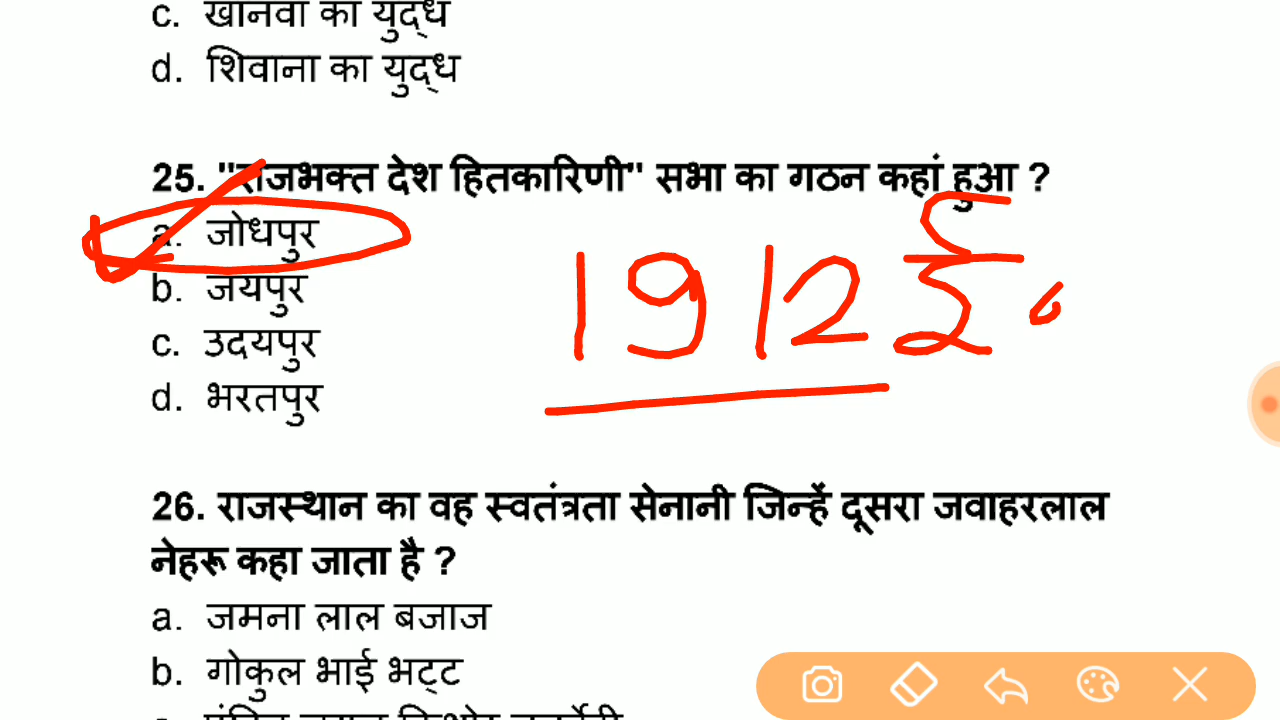 c. खानवा का युद्ध
d. शिवाना का युद्ध
25. "राजभक्त देश हितकारिणी" सभा का गठन कहां हुआ ?
a. जोधपुर
1912 ई.
b. जयपुर
c. उदयपुर
d. भरतपुर
26. राजस्थान का वह स्वतंत्रता सेनानी जिन्हें दूसरा जवाहरलाल
नेहरू कहा जाता है ?
a. जमना लाल बजाज
b. गोकुल भाई भट्ट